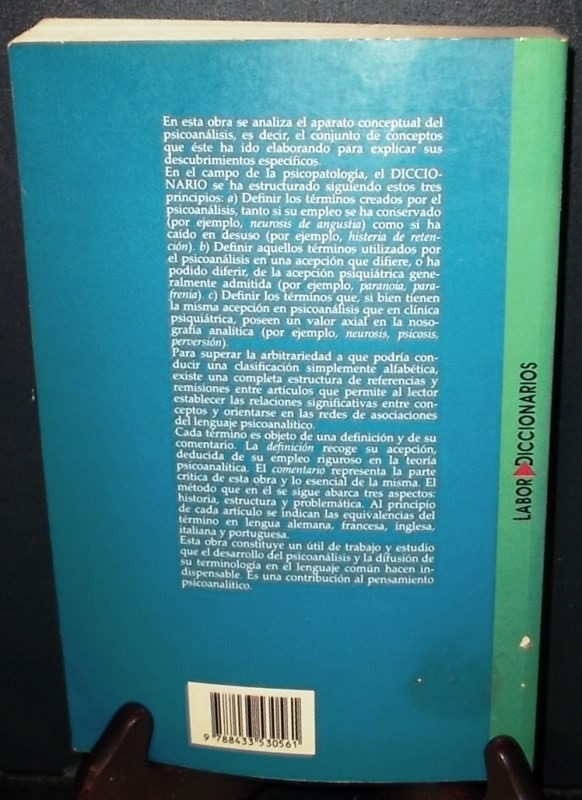 En esta obra se analiza el aparato conceptual del
psicoanálisis, es decir, el conjunto de conceptos
que éste ha ido elaborando para explicar sus
descubrimientos específicos.
En el campo de la psicopatología, el DICCIO-
NARIO se ha estructurado siguiendo estos tres
principios: a) Definir los términos creados por el
psicoanálisis, tanto si su empleo se ha conservado
(por ejemplo, neurosis de angustia) como si ha
caído en desuso (por ejemplo, histeria de reten-
ción). b) Definir aquellos términos utilizados por
el psicoanálisis en una acepción que difiere, o ha
podido diferir, de la acepción psiquiátrica gene-
ralmente admitida (por ejemplo, paranoia, para-
frenia). c) Definir los términos que, si bien tienen
la misma acepción en psicoanálisis que en clínica
psiquiátrica, poseen un valor axial en la noso-
grafía analítica (por ejemplo, neurosis, psicosis,
perversión).
Para superar la arbitrariedad a que podría con-
ducir una clasificación simplemente alfabética,
existe una completa estructura de referencias y
remisiones entre artículos que permite al lector
establecer las relaciones significativas entre con-
ceptos y orientarse en las redes de asociaciones
del lenguaje psicoanalítico.
Cada término es objeto de una definición y de su
comentario. La definición recoge su acepción,
deducida de su empleo riguroso en la teoría
psicoanalítica. El comentario representa la parte
crítica de esta obra y lo esencial de la misma. El
método que en él se sigue abarca tres aspectos:
historia, estructura y problemática. Al principio
de cada artículo se indican las equivalencias del
término en lengua alemana, francesa, inglesa,
italiana y portuguesa.
Esta obra constituye un útil de trabajo y estudio
que el desarrollo del psicoanálisis y la difusión de
su terminología en el lenguaje común hacen in-
dispensable. Es una contribución al pensamiento
psicoanalítico.
9 788433 530561
LABOR DICCIONARIOS